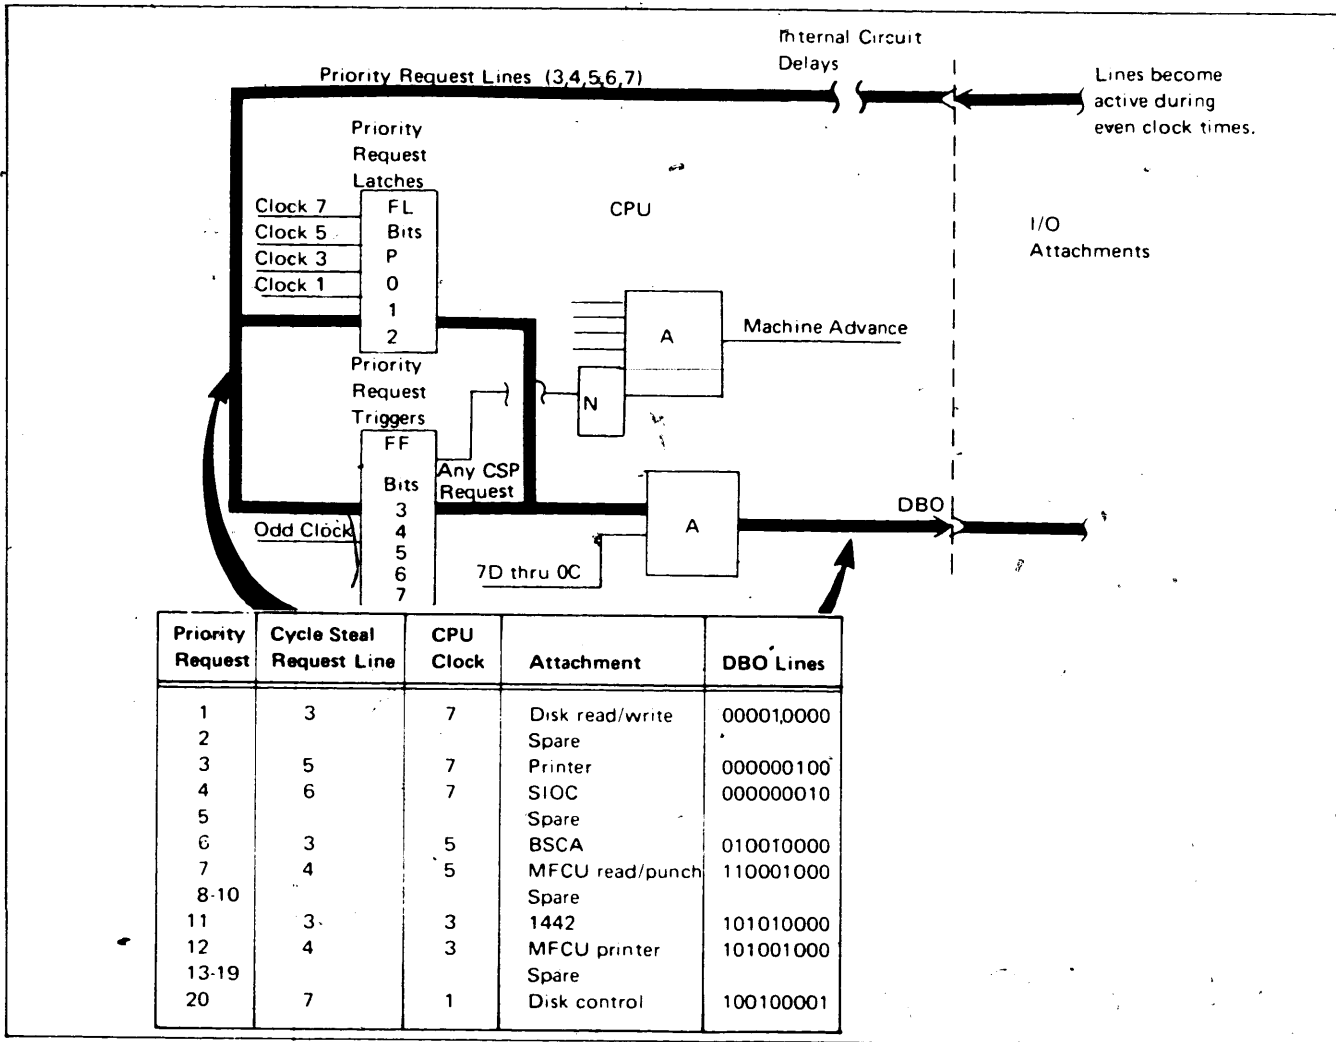 Internal Circuit
Delays
Priority Request Lines (3,4,5,6,7)
Lines become
active during
even clock times.
Priority
Request
Latches
Clock 7
Clock 5
Clock 3
Clock 1
FL
Bits
P
0
1
2
CPU
I/O
Attachments
A
Machine Advance
N
Priority
Request
Triggers
FF
Bits
3
4
5
6
7
Any CSP
Request
Odd Clock
A
DBO
7D thru 0C
Priority Request | Cycle Steal Request Line | CPU Clock | Attachment | DBO Lines
1 3 7 Disk read/write 000010000
2 Spare
3 5 7 Printer 000000100
4 6 7 SIOC 000000010
5 Spare
6 3 5 BSCA 010010000
7 4 5 MFCU read/punch 110001000
8-10 Spare
11 3 3 1442 101010000
12 4 3 MFCU printer 101001000
13-19 Spare
20 7 1 Disk control 100100001